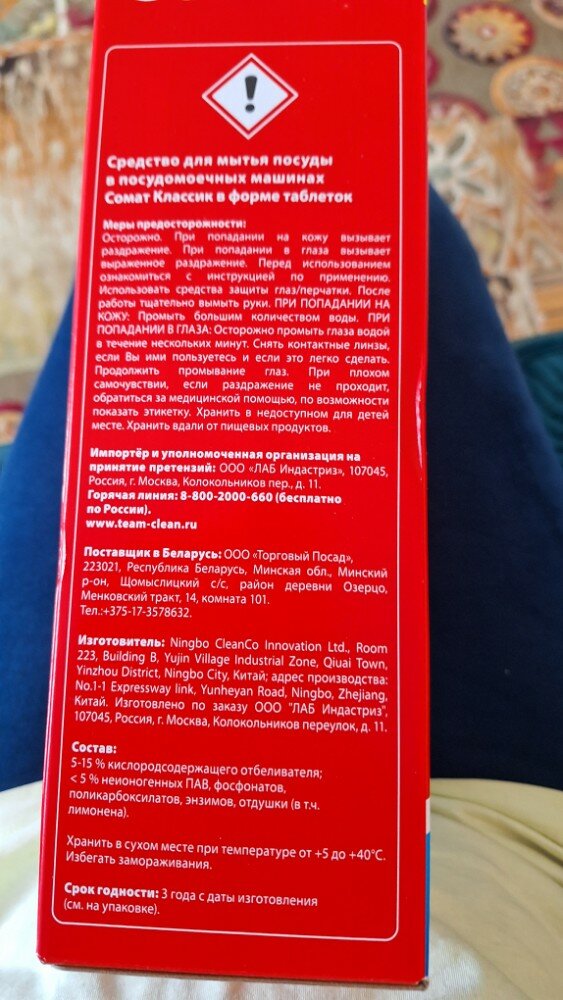 !
Средство для мытья посуды
в посудомоечных машинах
Сомат Классик в форме таблеток
Меры предосторожности:
Осторожно. При попадании на кожу вызывает
раздражение. При попадании в глаза вызывает
выраженное раздражение. Перед использованием
ознакомиться с инструкцией по применению.
Использовать средства защиты глаз/перчатки. После
работы тщательно вымыть руки. ПРИ ПОПАДАНИИ НА
КОЖУ: Промыть большим количеством воды. ПРИ
ПОПАДАНИИ В ГЛАЗА: Осторожно промыть глаза водой
в течение нескольких минут. Снять контактные линзы,
если Вы ими пользуетесь и если это легко сделать.
Продолжить промывание глаз. При плохом
самочувствии, если раздражение не проходит,
обратиться за медицинской помощью, по возможности
показать этикетку. Хранить в недоступном для детей
месте. Хранить вдали от пищевых продуктов.
Импортёр и уполномоченная организация на
принятие претензий: ООО «ЛАБ Индастриз», 107045,
Россия, г. Москва, Колокольников пер., д. 11.
Горячая линия: 8-800-2000-660 (бесплатно
по России).
www.team-clean.ru
Поставщик в Беларусь: ООО «Торговый Посад»,
223021, Республика Беларусь, Минская обл., Минский
р-он, Щомыслицкий с/с, район деревни Озерцо,
Менковский тракт, 14, комната 101.
Тел.:+375-17-3578632.
Изготовитель: Ningbo CleanCo Innovation Ltd., Room
223, Building B, Yujin Village Industrial Zone, Qiuai Town,
Yinzhou District, Ningbo City, Китай; адрес производства:
No.1-1 Expressway link, Yunheyan Road, Ningbo, Zhejiang,
Китай. Изготовлено по заказу ООО "ЛАБ Индастриз",
107045, Россия, г. Москва, Колокольников переулок, д. 11.
Состав:
5-15 % кислородсодержащего отбеливателя;
< 5 % неионогенных ПАВ, фосфонатов,
поликарбоксилатов, энзимов, отдушки (в т.ч.
лимонена).
Хранить в сухом месте при температуре от +5 до +40°C.
Избегать замораживания.
Срок годности: 3 года с даты изготовления
(см. на упаковке).